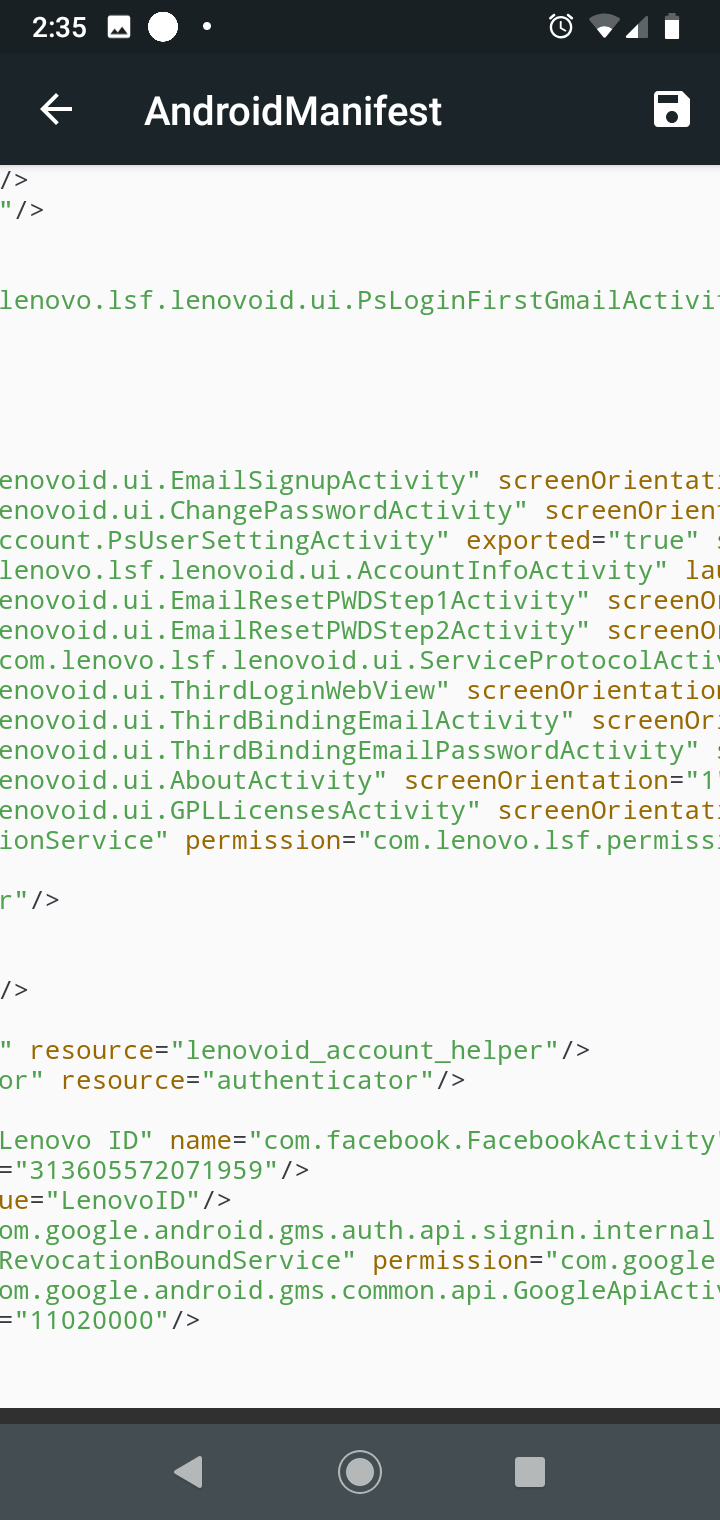 2:35
AndroidManifest
/>
"/>
lenovo.lsf.lenovoid.ui.PsLoginFirstGmailActivi
enovoid.ui.EmailSignupActivity" screenOrientati
enovoid.ui.ChangePasswordActivity" screenOrient
ccount.PsUserSettingActivity" exported="true" s
lenovo.lsf.lenovoid.ui.AccountInfoActivity" lau
enovoid.ui.EmailResetPWDStep1Activity" screenOr
enovoid.ui.EmailResetPWDStep2Activity" screenOr
com.lenovo.lsf.lenovoid.ui.ServiceProtocolActiv
enovoid.ui.ThirdLoginWebView" screenOrientation
enovoid.ui.ThirdBindingEmailActivity" screenOri
enovoid.ui.ThirdBindingEmailPasswordActivity" s
enovoid.ui.AboutActivity" screenOrientation="1"
enovoid.ui.GPLLicensesActivity" screenOrientati
ionService" permission="com.lenovo.lsf.permissi
r"/>
/>
" resource="lenovoid_account_helper"/>
or" resource="authenticator"/>
Lenovo ID" name="com.facebook.FacebookActivity"
="313605572071959"/>
ue="LenovoID"/>
om.google.android.gms.auth.api.signin.internal
RevocationBoundService" permission="com.google
om.google.android.gms.common.api.GoogleApiActiv
="11020000"/>